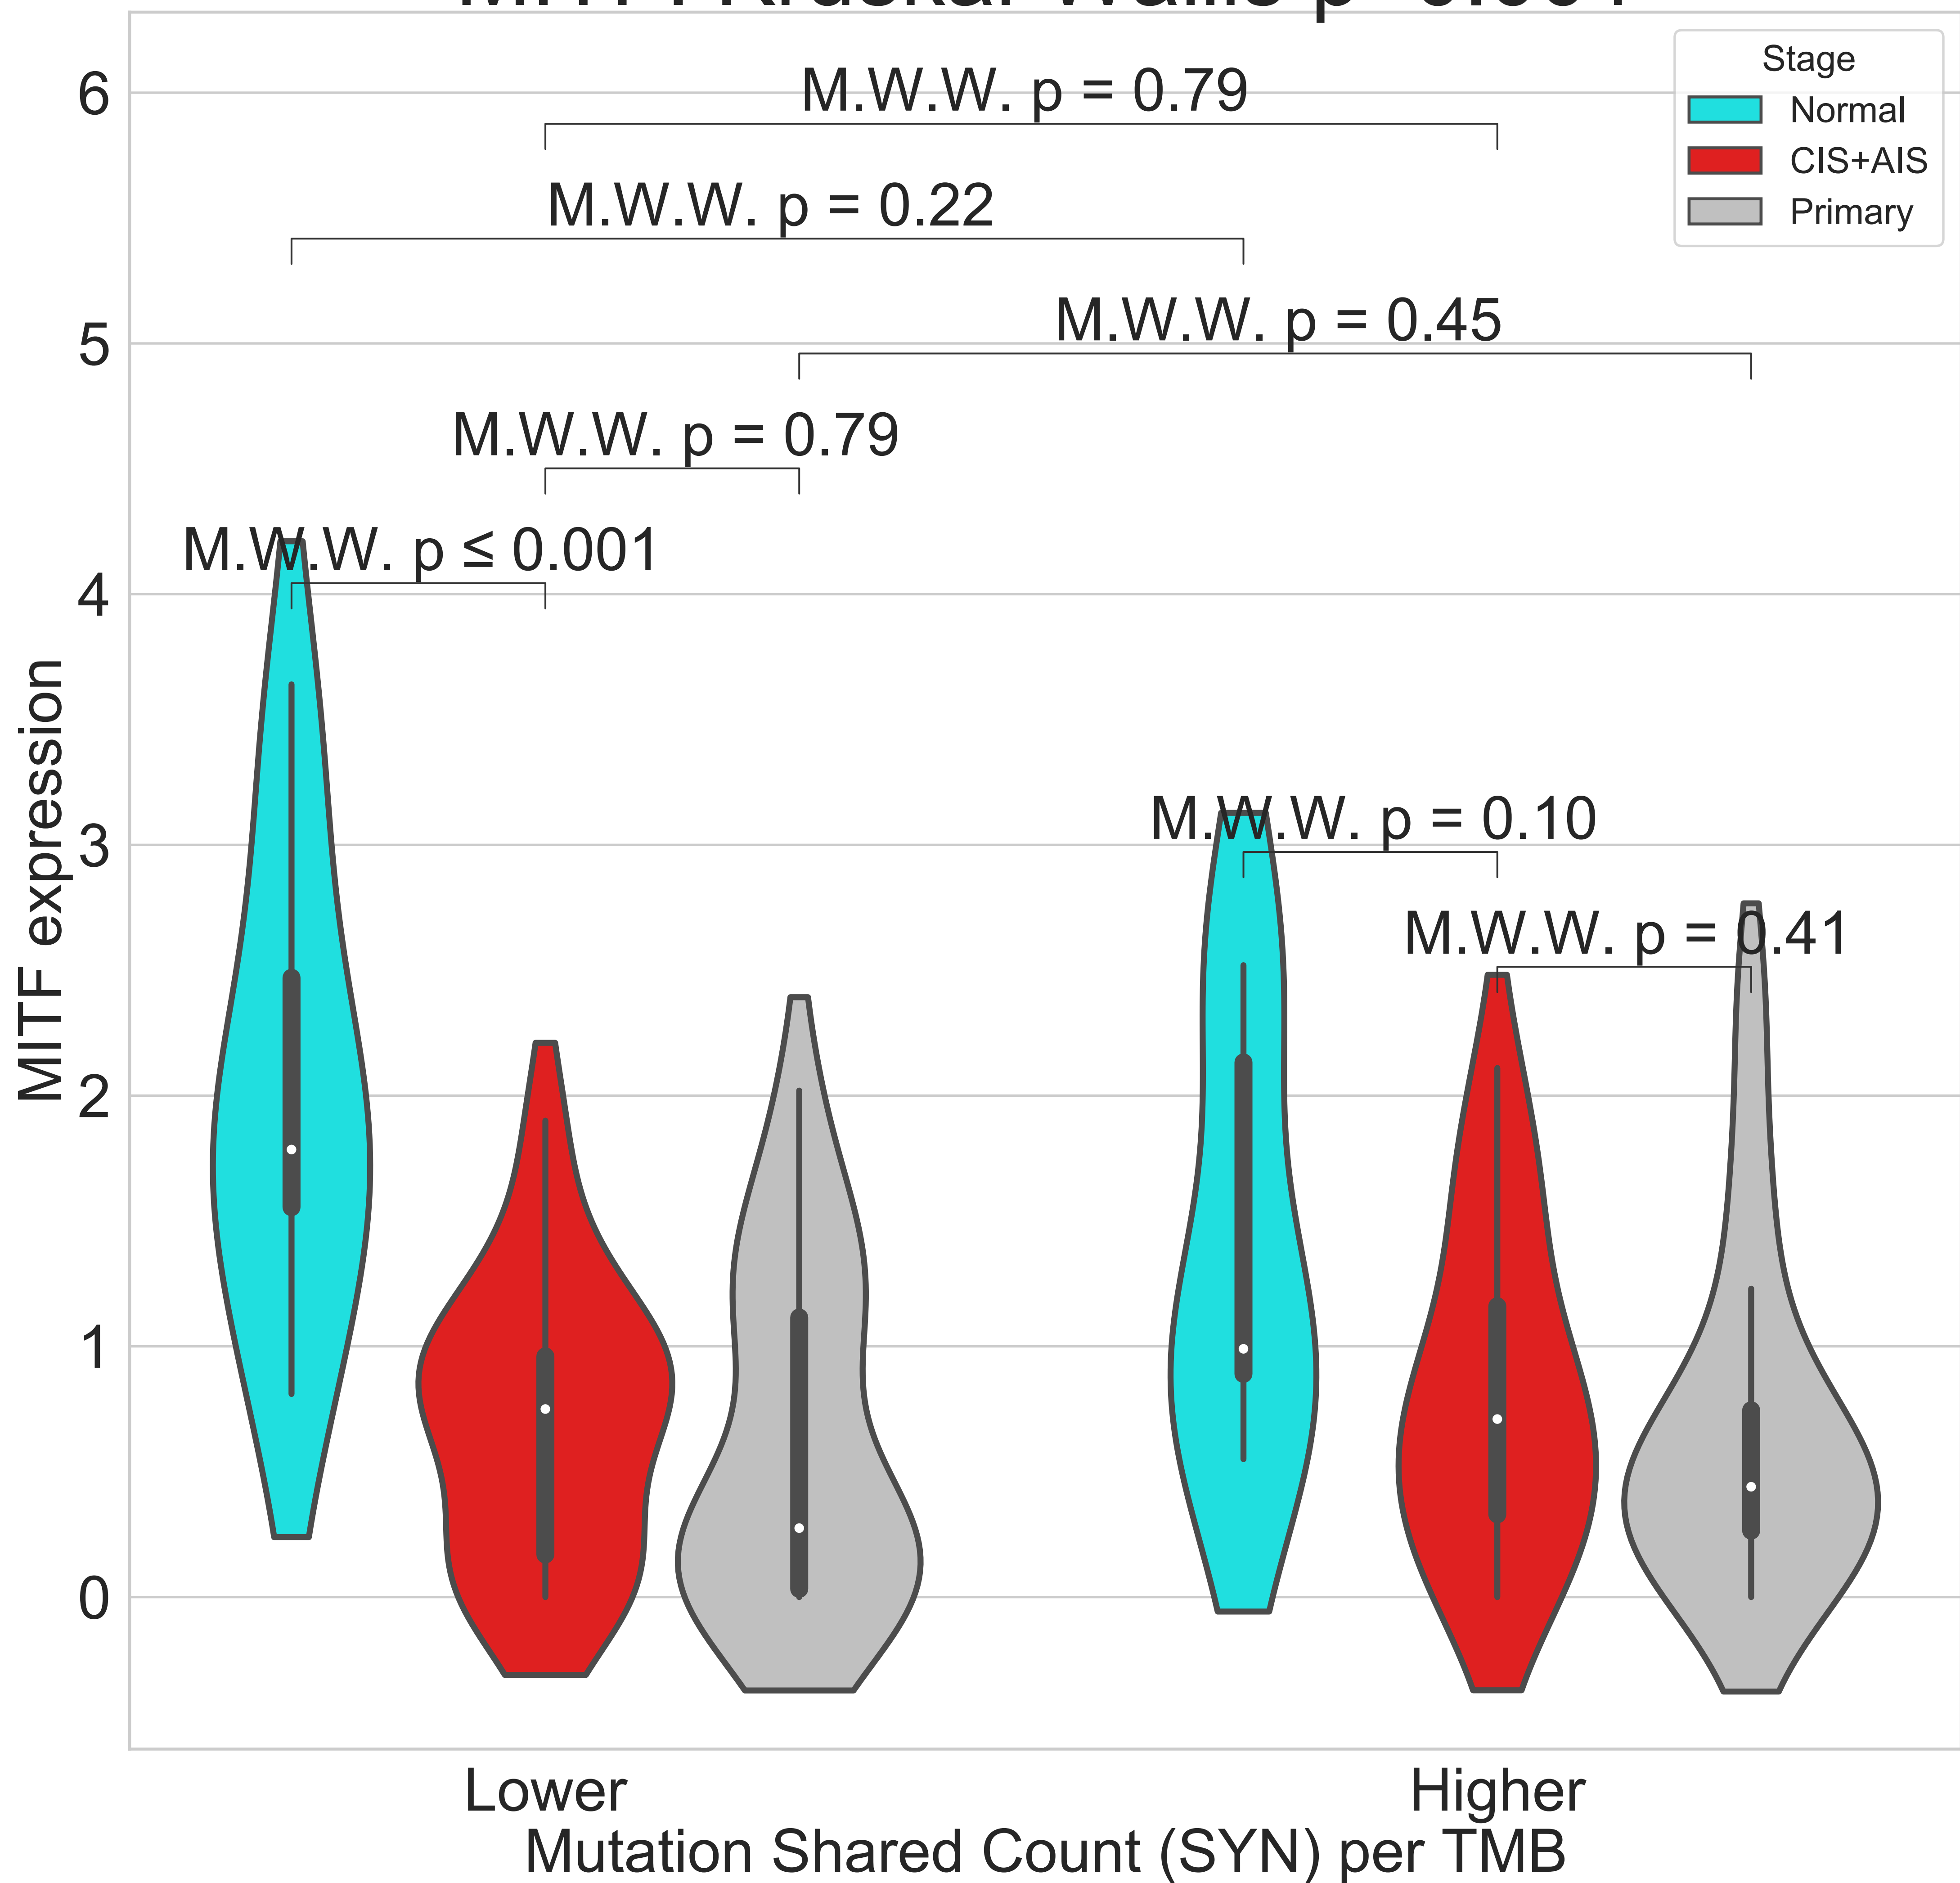 Stage
Normal
CIS+AIS
Primary
M.W.W. p = 0.79
M.W.W. p = 0.22
M.W.W. p = 0.45
M.W.W. p = 0.79
M.W.W. p ≤ 0.001
M.W.W. p = 0.10
M.W.W. p = 0.41
6
5
4
3
2
1
0
MITF expression
Lower
Higher
Mutation Shared Count (SYN) per TMB